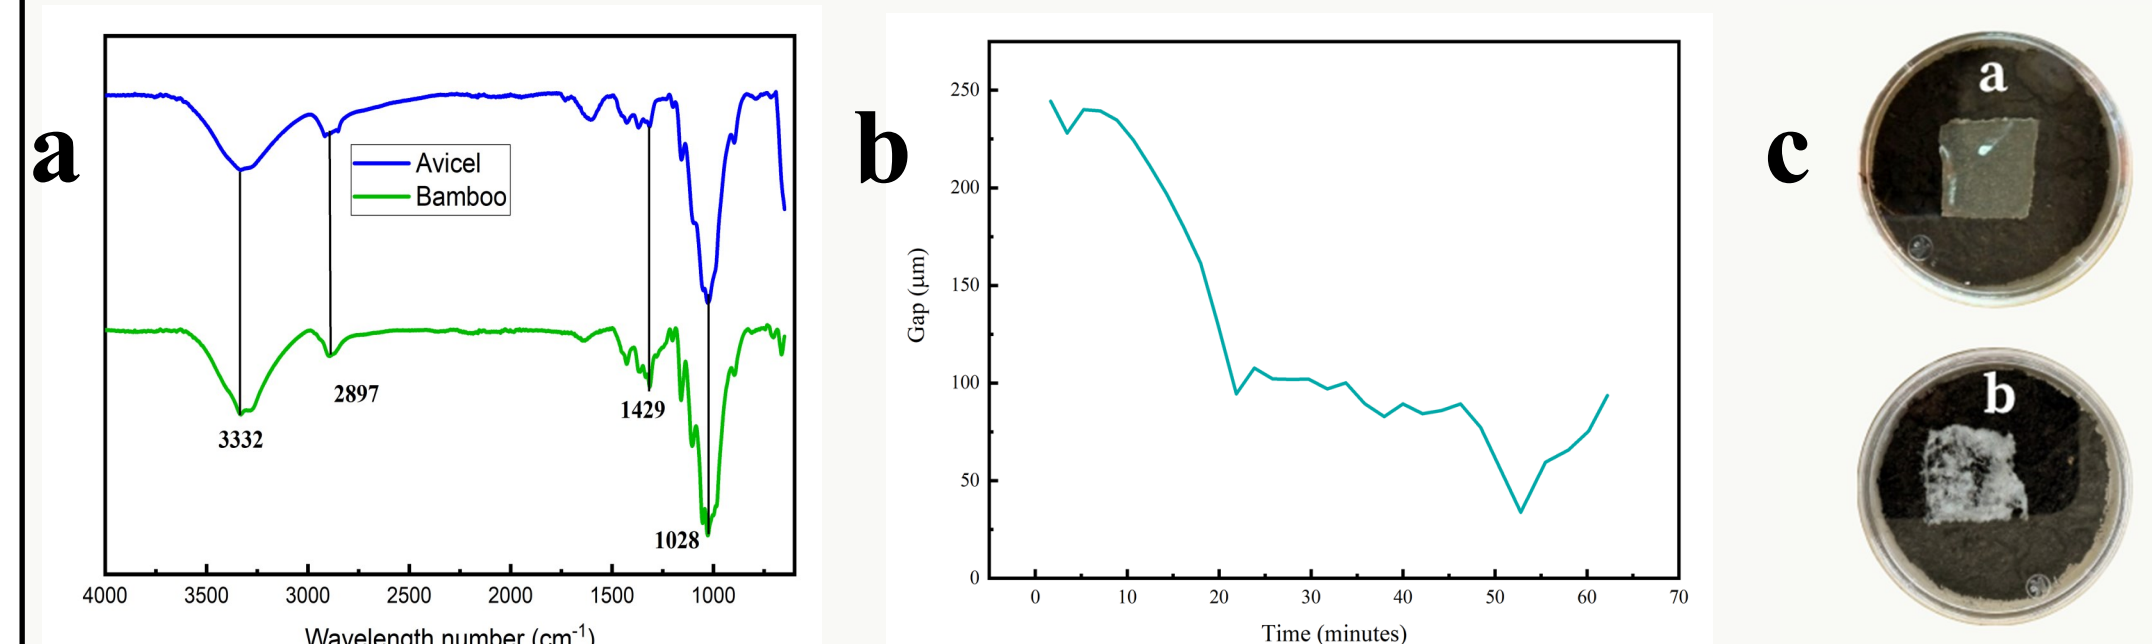 a
Avicel
Bamboo
3332
2897
1429
1028
4000 3500 3000 2500 2000 1500 1000
Wavelength number (cm-1)
b
250
200
150
100
50
0
Gap (μm)
0 10 20 30 40 50 60 70
Time (minutes)
c
a
b